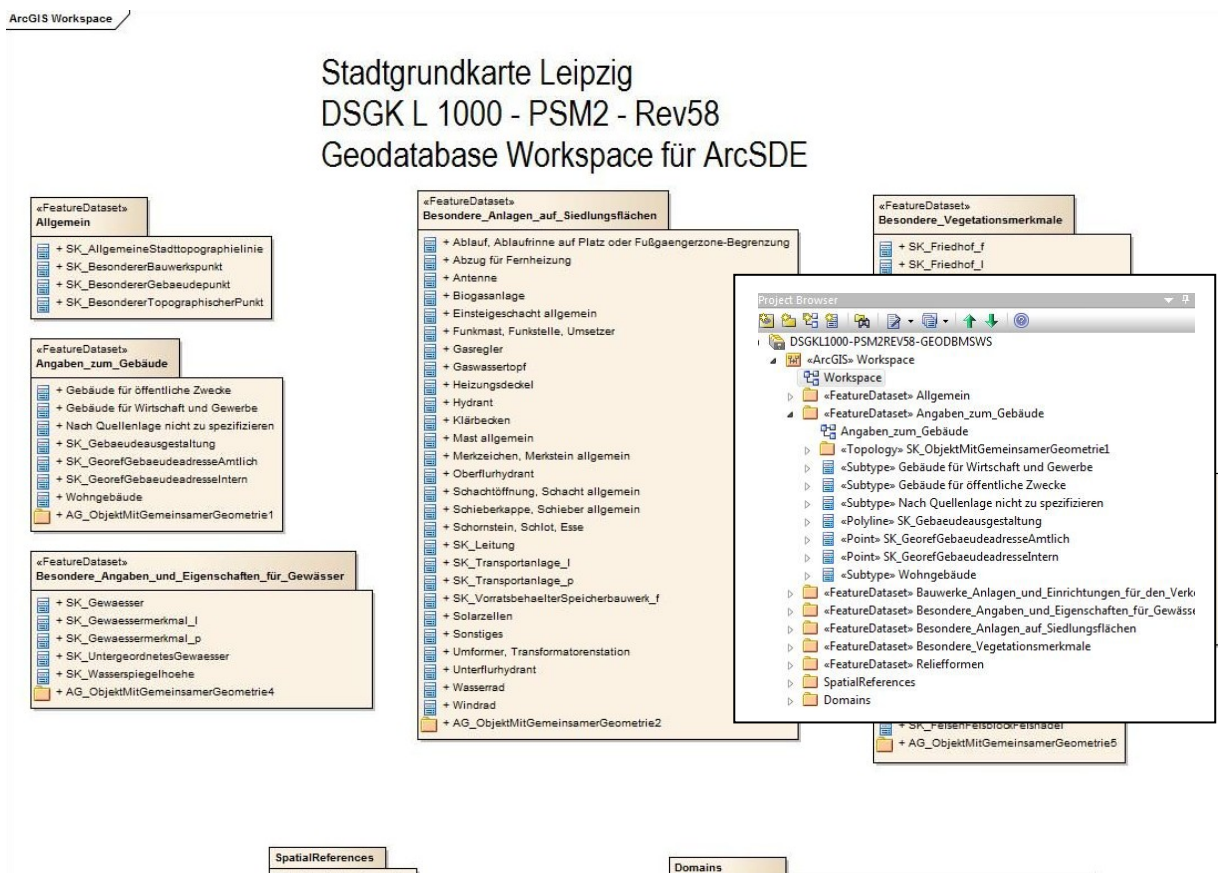 ArcGIS Workspace
Stadtgrundkarte Leipzig
DSGK L 1000 - PSM2 - Rev58
Geodatabase Workspace für ArcSDE
«FeatureDataset»
Allgemein
+ SK_AllgemeineStadttopographielinie
+ SK_BesondererBauwerkspunkt
+ SK_BesondererGebaeudepunkt
+ SK_BesondererTopographischerPunkt
«FeatureDataset»
Angaben_zum_Gebäude
+ Gebäude für öffentliche Zwecke
+ Gebäude für Wirtschaft und Gewerbe
+ Nach Quellenlage nicht zu spezifizieren
+ SK_Gebaeudeausgestaltung
+ SK_GeorefGebaeudeadresseAmtlich
+ SK_GeorefGebaeudeadresseIntern
+ Wohngebäude
+ AG_ObjektMitGemeinsamerGeometrie1
«FeatureDataset»
Besondere_Angaben_und_Eigenschaften_für_Gewässer
+ SK_Gewaesser
+ SK_Gewaessermerkmal_l
+ SK_Gewaessermerkmal_p
+ SK_UntergeordnetesGewaesser
+ SK_Wasserspiegelhoehe
+ AG_ObjektMitGemeinsamerGeometrie4
«FeatureDataset»
Besondere_Anlagen_auf_Siedlungsflächen
+ Ablauf, Ablaufrinne auf Platz oder Fußgaengerzone-Begrenzung
+ Abzug für Fernheizung
+ Antenne
+ Biogasanlage
+ Einsteigeschacht allgemein
+ Funkmast, Funkstelle, Umsetzer
+ Gasregler
+ Gaswassertopf
+ Heizungsdeckel
+ Hydrant
+ Klärbecken
+ Mast allgemein
+ Merkzeichen, Merkstein allgemein
+ Oberflurhydrant
+ Schachtöffnung, Schacht allgemein
+ Schieberkappe, Schieber allgemein
+ Schornstein, Schlot, Esse
+ SK_Leitung
+ SK_Transportanlage_l
+ SK_Transportanlage_p
+ SK_VorratsbehaelterSpeicherbauwerk_f
+ Solarzellen
+ Sonstiges
+ Umformer, Transformatorenstation
+ Unterflurhydrant
+ Wasserrad
+ Windrad
+ AG_ObjektMitGemeinsamerGeometrie2
«FeatureDataset»
Besondere_Vegetationsmerkmale
+ SK_Friedhof_f
+ SK_Friedhof_l
Project Browser
DSGKL1000-PSM2REV58-GEODBMSWS
«ArcGIS» Workspace
Workspace
«FeatureDataset» Allgemein
«FeatureDataset» Angaben_zum_Gebäude
Angaben_zum_Gebäude
«Topology» SK_ObjektMitGemeinsamerGeometrie1
«Subtype» Gebäude für Wirtschaft und Gewerbe
«Subtype» Gebäude für öffentliche Zwecke
«Subtype» Nach Quellenlage nicht zu spezifizieren
«Polyline» SK_Gebaeudeausgestaltung
«Point» SK_GeorefGebaeudeadresseAmtlich
«Point» SK_GeorefGebaeudeadresseIntern
«Subtype» Wohngebäude
«FeatureDataset» Bauwerke_Anlagen_und_Einrichtungen_für_den_Verk
«FeatureDataset» Besondere_Angaben_und_Eigenschaften_für_Gewässe
«FeatureDataset» Besondere_Anlagen_auf_Siedlungsflächen
«FeatureDataset» Besondere_Vegetationsmerkmale
«FeatureDataset» Reliefformen
SpatialReferences
Domains
+ SK_FelsenFelsblockFelsnadel
+ AG_ObjektMitGemeinsamerGeometrie5
SpatialReferences
Domains